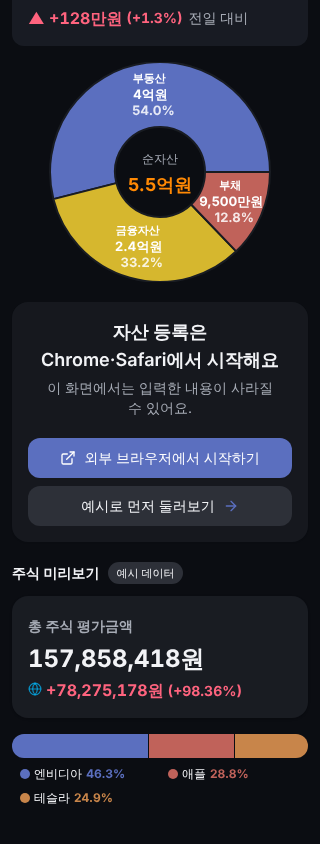 ▲ +128만원 (+1.3%) 전일 대비
부동산
4억원
54.0%
순자산
5.5억원
부채
9,500만원
12.8%
금융자산
2.4억원
33.2%
자산 등록은
Chrome·Safari에서 시작해요
이 화면에서는 입력한 내용이 사라질
수 있어요.
외부 브라우저에서 시작하기
예시로 먼저 둘러보기 →
주식 미리보기 예시 데이터
총 주식 평가금액
157,858,418원
+78,275,178원 (+98.36%)
엔비디아 46.3% 애플 28.8%
테슬라 24.9%